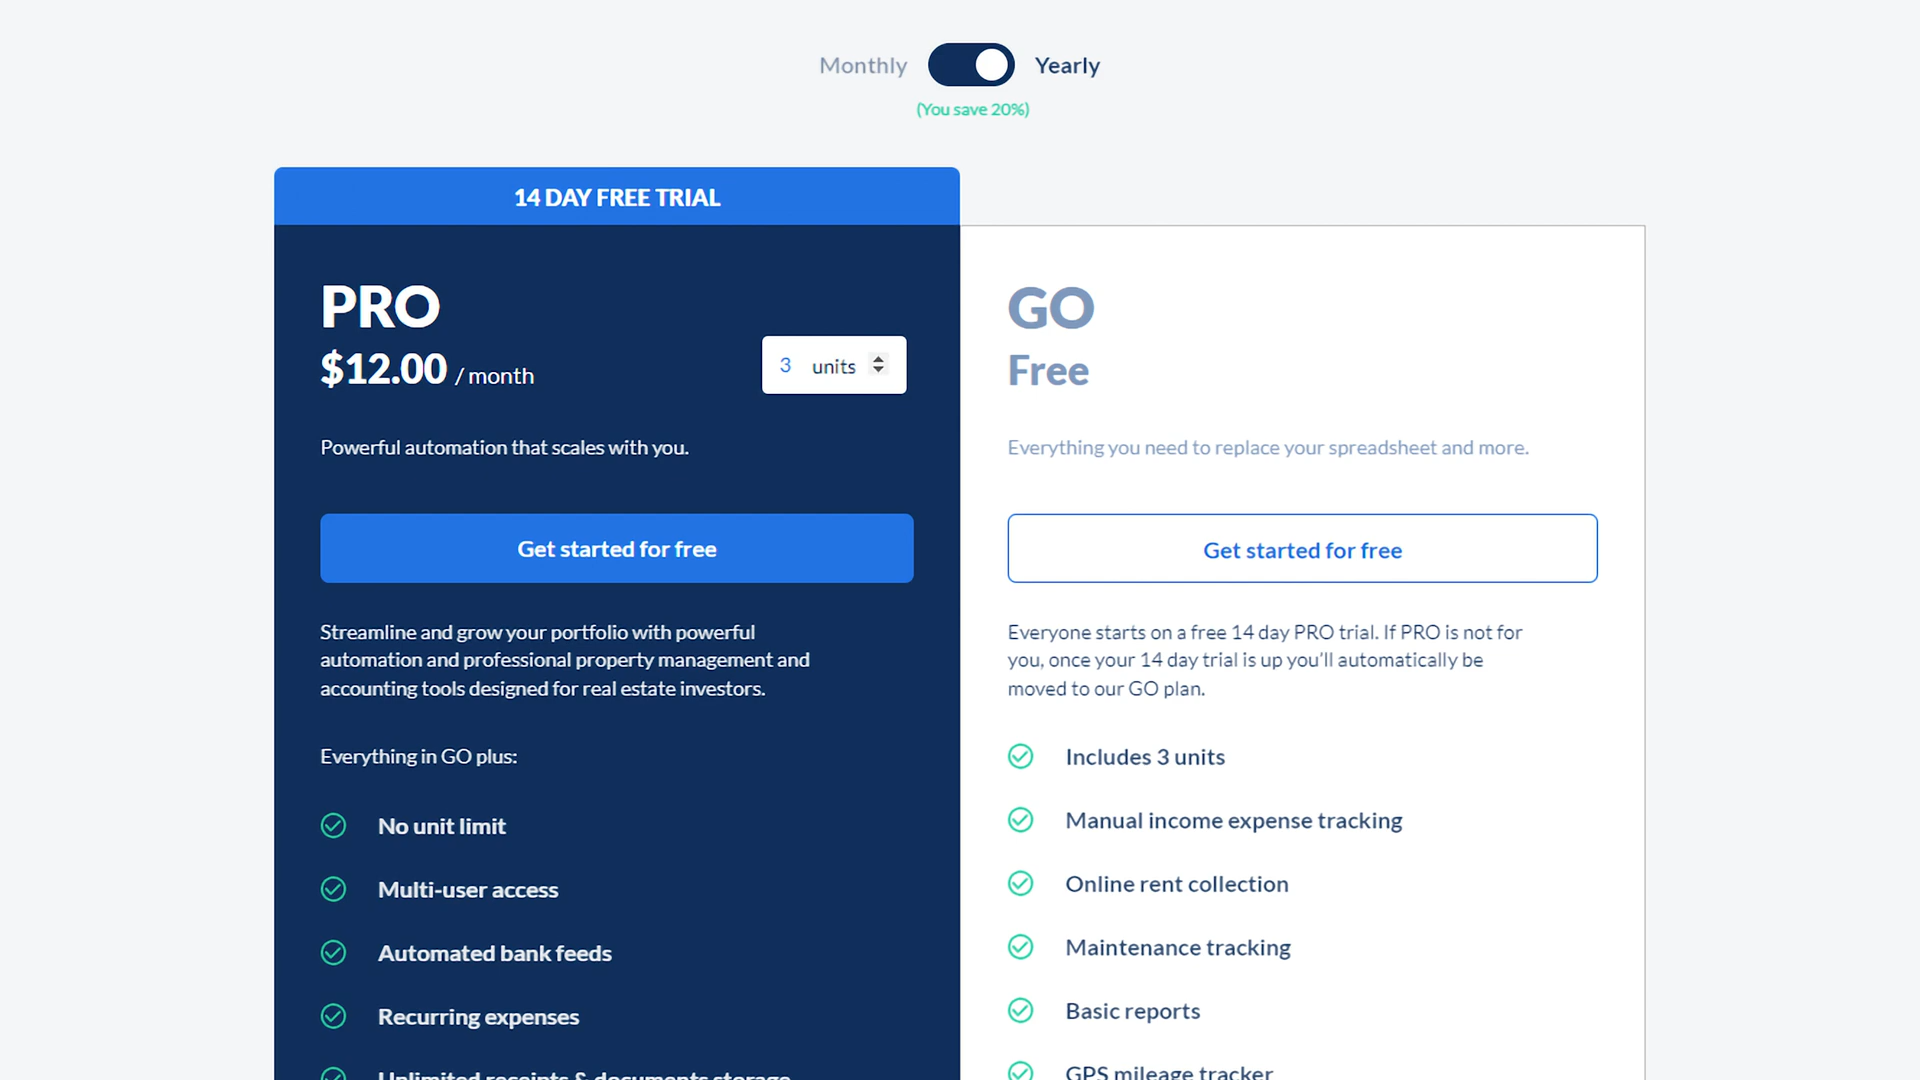 Monthly Yearly
(You save 20%)
14 DAY FREE TRIAL
PRO
$12.00 / month
3 units
Powerful automation that scales with you.
Get started for free
Streamline and grow your portfolio with powerful
automation and professional property management and
accounting tools designed for real estate investors.
Everything in GO plus:
No unit limit
Multi-user access
Automated bank feeds
Recurring expenses
Unlimited receipts & documents storage
GO
Free
Everything you need to replace your spreadsheet and more.
Get started for free
Everyone starts on a free 14 day PRO trial. If PRO is not for
you, once your 14 day trial is up you’ll automatically be
moved to our GO plan.
Includes 3 units
Manual income expense tracking
Online rent collection
Maintenance tracking
Basic reports
GPS mileage tracker